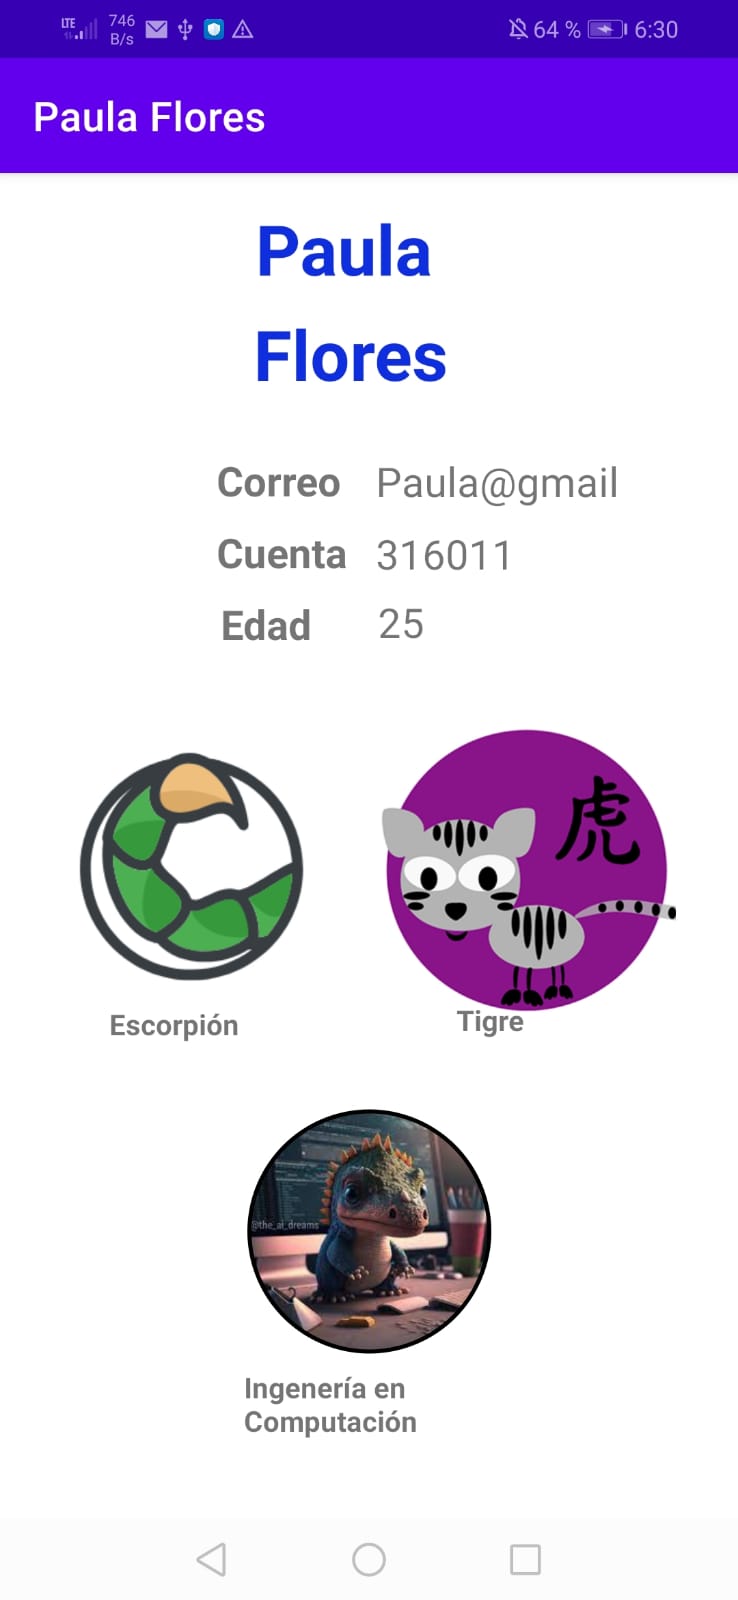 LTE 746 B/s 64 % 6:30
Paula Flores
Paula
Flores
Correo Paula@gmail
Cuenta 316011
Edad 25
虎
Escorpión
Tigre
@the_ai_dreams
Ingenería en
Computación